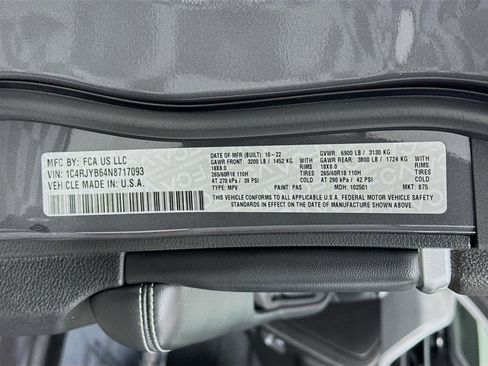 MFG BY: FCA US LLC
VIN: 1C4RJYB64N8717093
VEHICLE MADE IN U.S.A.
DATE OF MFR (BUILT): 10-22 GVWR: 6900 LB / 3130 KG
GAWR FRONT: 3200 LB / 1452 KG WITH TIRES RIMS GAWR REAR: 3800 LB / 1724 KG WITH TIRES RIMS
18X8.0 18X8.0
265/60R18 110H 265/60R18 110H
AT 270 kPa / 39 PSI COLD AT 290 kPa / 42 PSI COLD
TYPE: MPV PAINT: PAS MDH: 102501 MKT: 875
THIS VEHICLE CONFORMS TO ALL APPLICABLE U.S.A. FEDERAL MOTOR VEHICLE SAFETY
STANDARDS IN EFFECT ON THE DATE OF MANUFACTURE SHOWN ABOVE